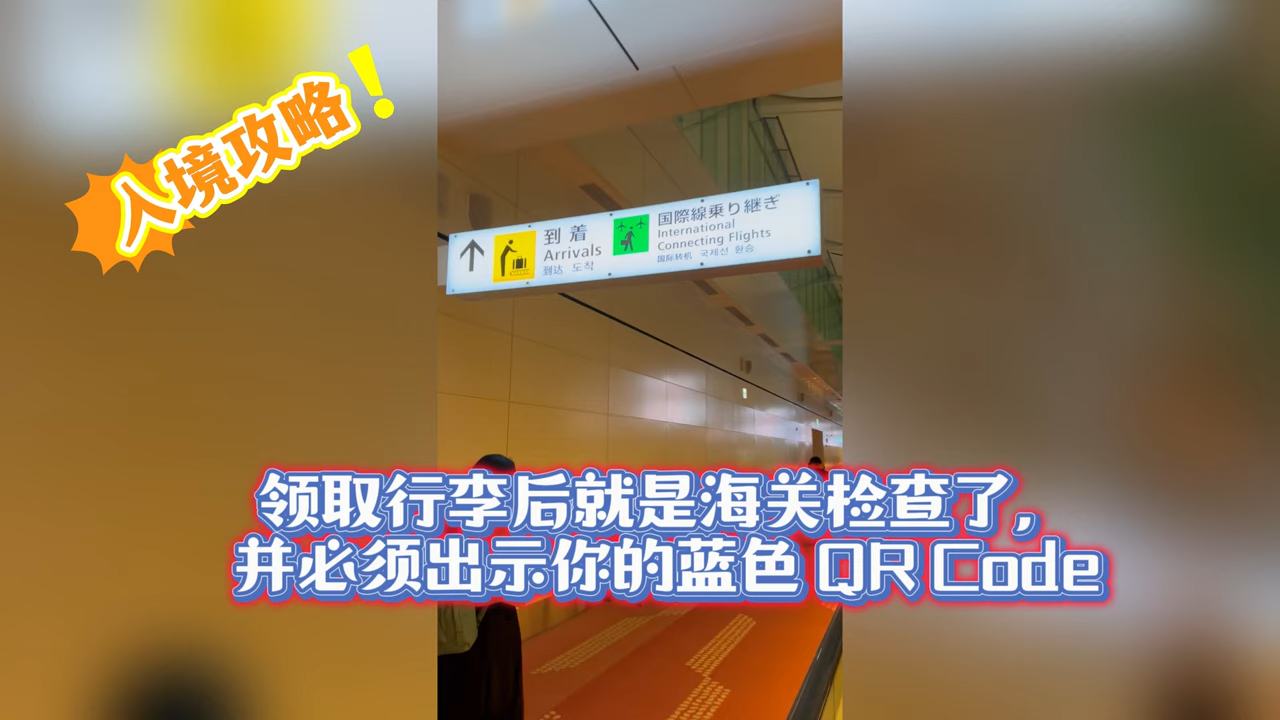 入境攻略！
到着
Arrivals
到达 도착
国際線乗り継ぎ
International
Connecting Flights
国际转机 국제선 환승
领取行李后就是海关检查了，
并必须出示你的蓝色 QR Code